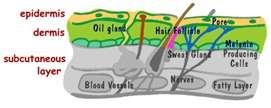 epidermis
dermis
subcutaneous
layer
Oil gland
Hair Follicle
Pore
Melanin
Producing
Cells
Sweat Gland
Blood Vessels
Nerves
Fatty Layer